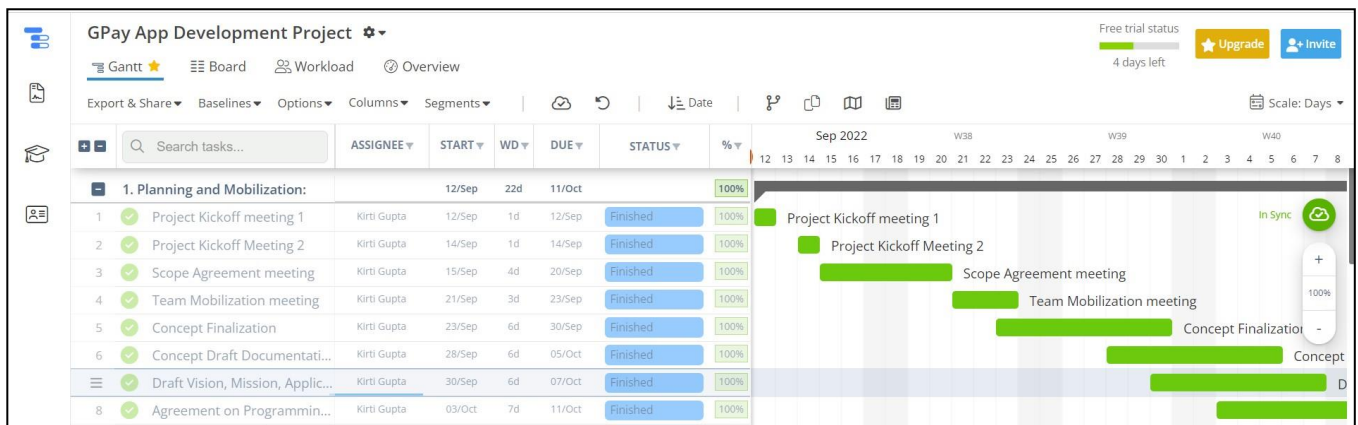 GPay App Development Project
Free trial status
4 days left
Upgrade
Invite
Gantt Board Workload Overview
Export & Share Baselines Options Columns Segments Date Scale: Days
Search tasks... ASSIGNEE START WD DUE STATUS %
Sep 2022 W38 W39 W40
12 13 14 15 16 17 18 19 20 21 22 23 24 25 26 27 28 29 30 1 2 3 4 5 6 7 8
1. Planning and Mobilization: 12/Sep 22d 11/Oct 100%
1 Project Kickoff meeting 1 Kirti Gupta 12/Sep 1d 12/Sep Finished 100% Project Kickoff meeting 1
In Sync
2 Project Kickoff Meeting 2 Kirti Gupta 14/Sep 1d 14/Sep Finished 100% Project Kickoff Meeting 2
3 Scope Agreement meeting Kirti Gupta 15/Sep 4d 20/Sep Finished 100% Scope Agreement meeting
+
100%
-
4 Team Mobilization meeting Kirti Gupta 21/Sep 3d 23/Sep Finished 100% Team Mobilization meeting
5 Concept Finalization Kirti Gupta 23/Sep 6d 30/Sep Finished 100% Concept Finalization
6 Concept Draft Documentati... Kirti Gupta 28/Sep 6d 05/Oct Finished 100% Concept
Draft Vision, Mission, Applic... Kirti Gupta 30/Sep 6d 07/Oct Finished 100% D
8 Agreement on Programmin... Kirti Gupta 03/Oct 7d 11/Oct Finished 100%